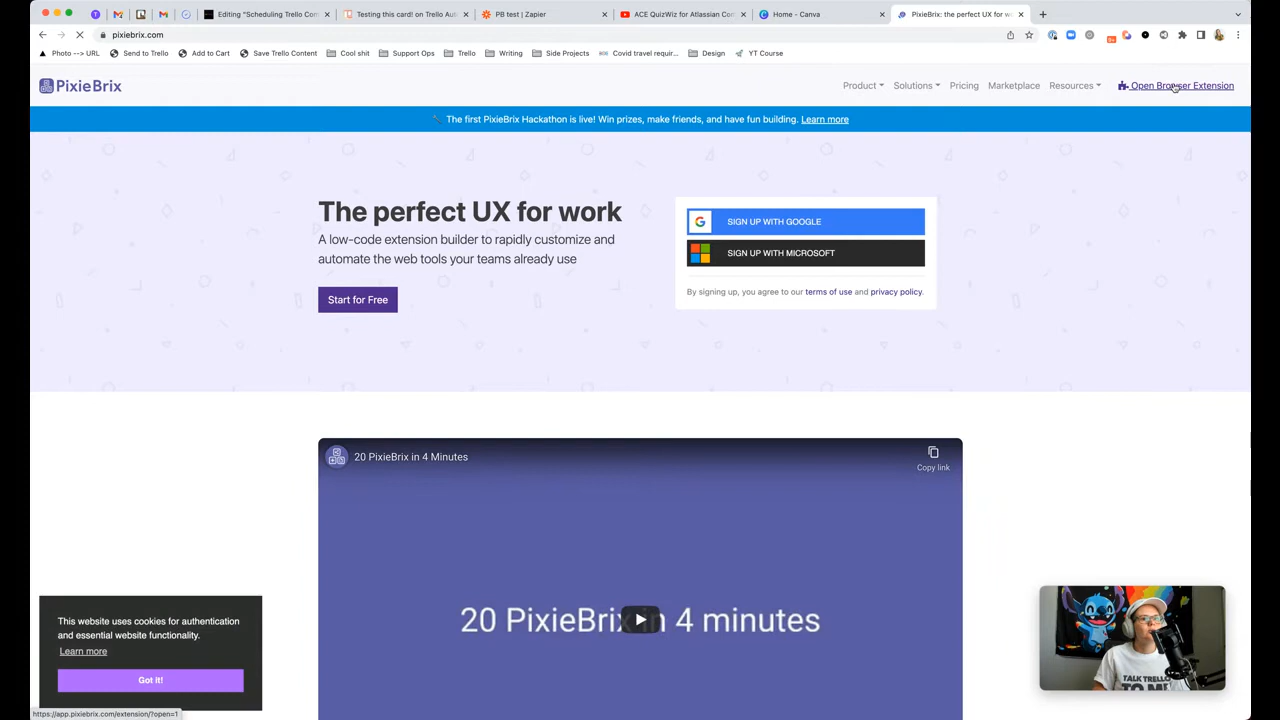 Editing "Scheduling Trello Com
Testing this card! on Trello Aut
PB test | Zapier
ACE QuizWiz for Atlassian Co
Home - Canva
PixieBrix: the perfect UX for w
pixiebrix.com
9+
Photo --> URL
Send to Trello
Add to Cart
Save Trello Content
Cool shit
Support Ops
Trello
Writing
Side Projects
Covid travel requir...
Design
YT Course
PixieBrix
Product
Solutions
Pricing
Marketplace
Resources
Open Browser Extension
The first PixieBrix Hackathon is live! Win prizes, make friends, and have fun building. Learn more
The perfect UX for work
A low-code extension builder to rapidly customize and
automate the web tools your teams already use
Start for Free
SIGN UP WITH GOOGLE
SIGN UP WITH MICROSOFT
By signing up, you agree to our terms of use and privacy policy.
20 PixieBrix in 4 Minutes
Copy link
20 PixieBrix in 4 minutes
This website uses cookies for authentication
and essential website functionality.
Learn more
Got it!
TALK TRELLO
TO ME
https://app.pixiebrix.com/extension/?open=1